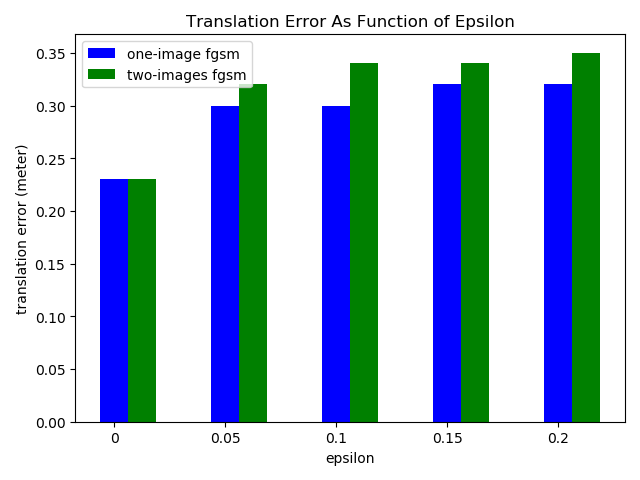 Translation Error As Function of Epsilon
one-image fgsm
two-images fgsm
translation error (meter)
0.35
0.30
0.25
0.20
0.15
0.10
0.05
0.00
0 0.05 0.1 0.15 0.2
epsilon